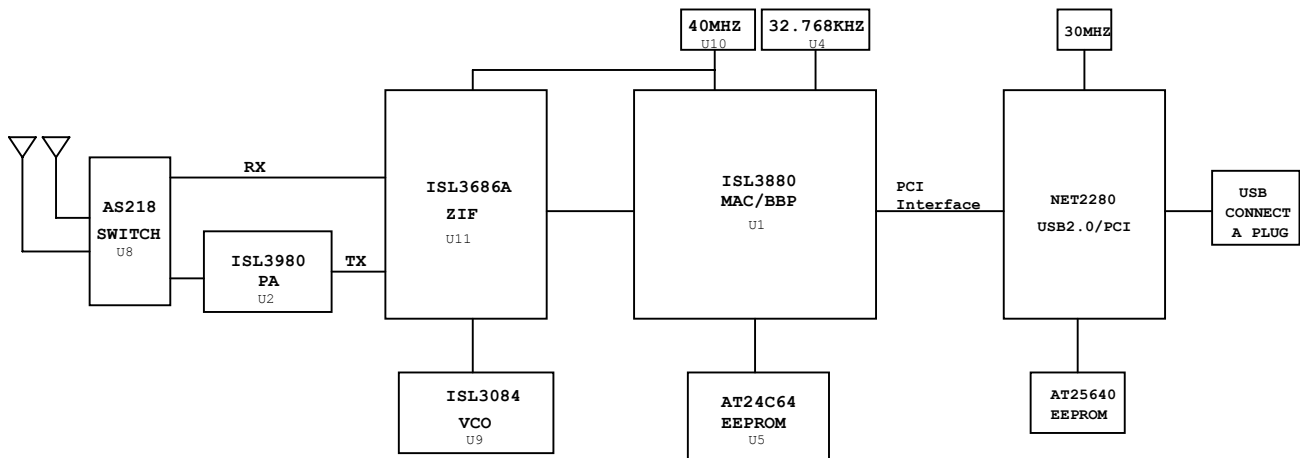 40MHZ
U10
32.768KHZ
U4
30MHZ
AS218
SWITCH
U8
RX
ISL3980
PA
U2
TX
ISL3686A
ZIF
U11
ISL3880
MAC/BBP
U1
PCI
Interface
NET2280
USB2.0/PCI
USB
CONNECT
A PLUG
ISL3084
VCO
U9
AT24C64
EEPROM
U5
AT25640
EEPROM